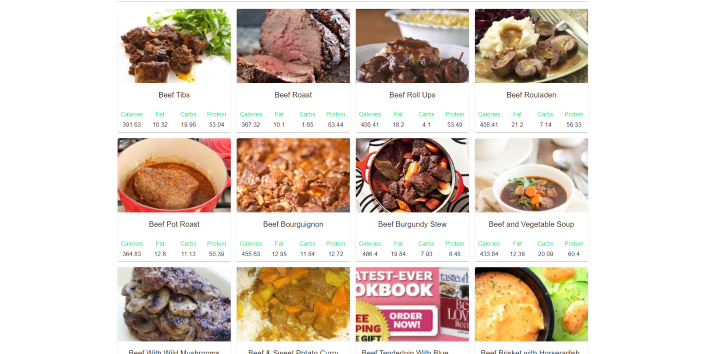 Beef Tibs
Calories Fat Carbs Protein
391.63 10.32 19.96 53.04
Beef Roast
Calories Fat Carbs Protein
367.32 10.1 1.65 63.44
Beef Roll Ups
Calories Fat Carbs Protein
406.41 18.2 4.1 53.49
Beef Rouladen
Calories Fat Carbs Protein
458.41 21.2 7.14 56.33
Beef Pot Roast
Calories Fat Carbs Protein
364.83 12.8 11.13 50.39
Beef Bourguignon
Calories Fat Carbs Protein
455.63 12.95 11.54 12.72
Beef Burgundy Stew
Calories Fat Carbs Protein
486.4 19.84 7.93 8.48
Beef and Vegetable Soup
Calories Fat Carbs Protein
433.64 12.38 20.09 60.4
Beef With Wild Mushrooms
Beef & Sweet Potato Curry
ATEST-EVER
OKBOOK
EE
PPING
GIFT
ORDER
NOW!
Beef Tenderloin With Blue
Beef Brisket with Horseradish